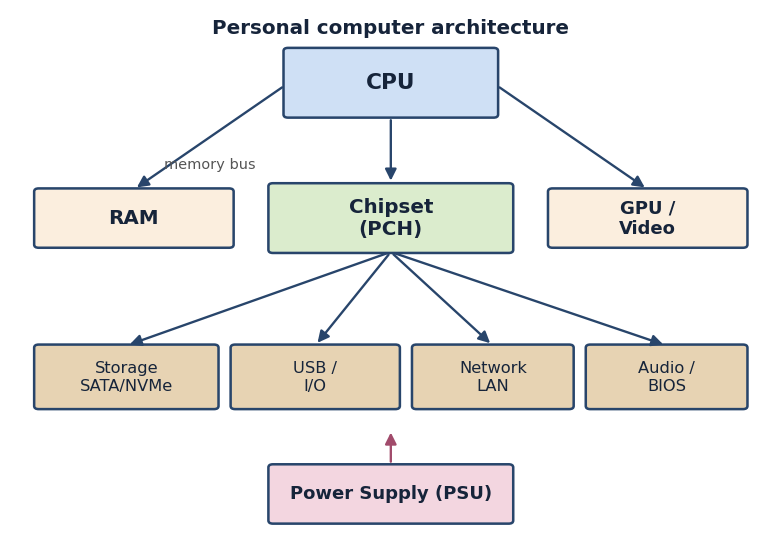 Personal computer architecture
CPU
memory bus
RAM
Chipset
(PCH)
GPU /
Video
Storage
SATA/NVMe
USB /
I/O
Network
LAN
Audio /
BIOS
Power Supply (PSU)